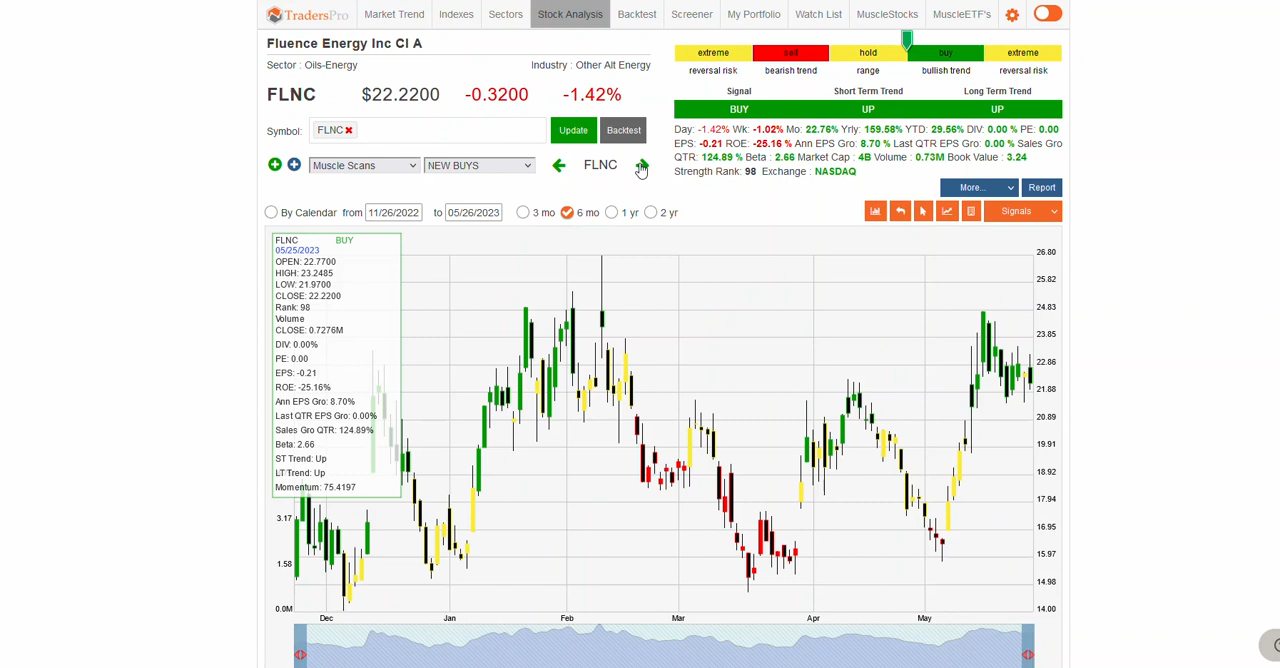 TradersPro Market Trend Indexes Sectors Stock Analysis Backtest Screener My Portfolio Watch List MuscleStocks MuscleETF's
Fluence Energy Inc Cl A
Sector : Oils-Energy Industry : Other Alt Energy
FLNC $22.2200 -0.3200 -1.42%
Symbol: FLNC Update Backtest
Muscle Scans NEW BUYS FLNC
extreme sell hold buy extreme
reversal risk bearish trend range bullish trend reversal risk
Signal Short Term Trend Long Term Trend
BUY UP UP
Day: -1.42% Wk: -1.02% Mo: 22.76% Yrly: 159.58% YTD: 29.56% DIV: 0.00 % PE: 0.00
EPS: -0.21 ROE: -25.16 % Ann EPS Gro: 8.70 % Last QTR EPS Gro: 0.00 % Sales Gro
QTR: 124.89 % Beta : 2.66 Market Cap : 4B Volume : 0.73M Book Value : 3.24
Strength Rank: 98 Exchange : NASDAQ
More... Report
By Calendar from 11/26/2022 to 05/26/2023 3 mo 6 mo 1 yr 2 yr Signals
FLNC BUY
05/25/2023
OPEN: 22.7700
HIGH: 23.2485
LOW: 21.9700
CLOSE: 22.2200
Rank: 98
Volume
CLOSE: 0.7276M
DIV: 0.00%
PE: 0.00
EPS: -0.21
ROE: -25.16%
Ann EPS Gro: 8.70%
Last QTR EPS Gro: 0.00%
Sales Gro QTR: 124.89%
Beta: 2.66
ST Trend: Up
LT Trend: Up
Momentum: 75.4197
3.17
1.58
0.0M
26.80
25.82
24.83
23.85
22.86
21.88
20.89
19.91
18.92
17.94
16.95
15.97
14.98
14.00
Dec Jan Feb Mar Apr May